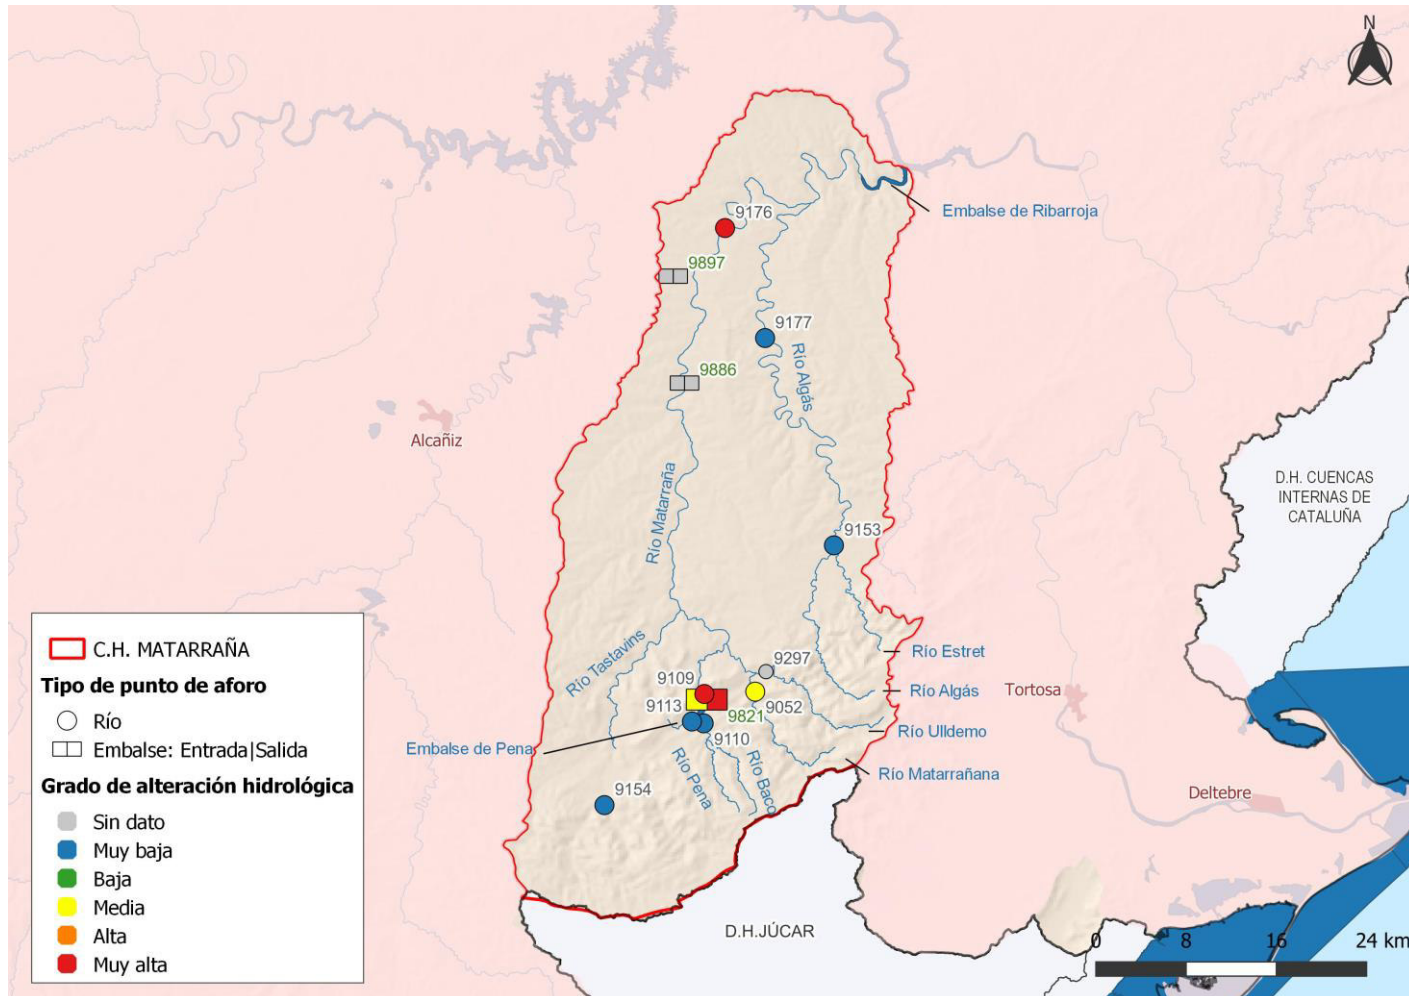 N
9176
Embalse de Ribarroja
9897
9177
Río Algás
9886
Alcañiz
D.H. CUENCAS
INTERNAS DE
CATALUÑA
Río Matarraña
9153
Río Tastavins
9297
Río Estret
9109
Río Algás
Tortosa
9113
9052
9821
Río Ulldemo
Embalse de Pena
9110
Río Matarrañana
Río Pena
Río Baco
9154
Deltebre
D.H.JÚCAR
C.H. MATARRAÑA
Tipo de punto de aforo
Río
Embalse: Entrada|Salida
Grado de alteración hidrológica
Sin dato
Muy baja
Baja
Media
Alta
Muy alta
0 8 16 24 km